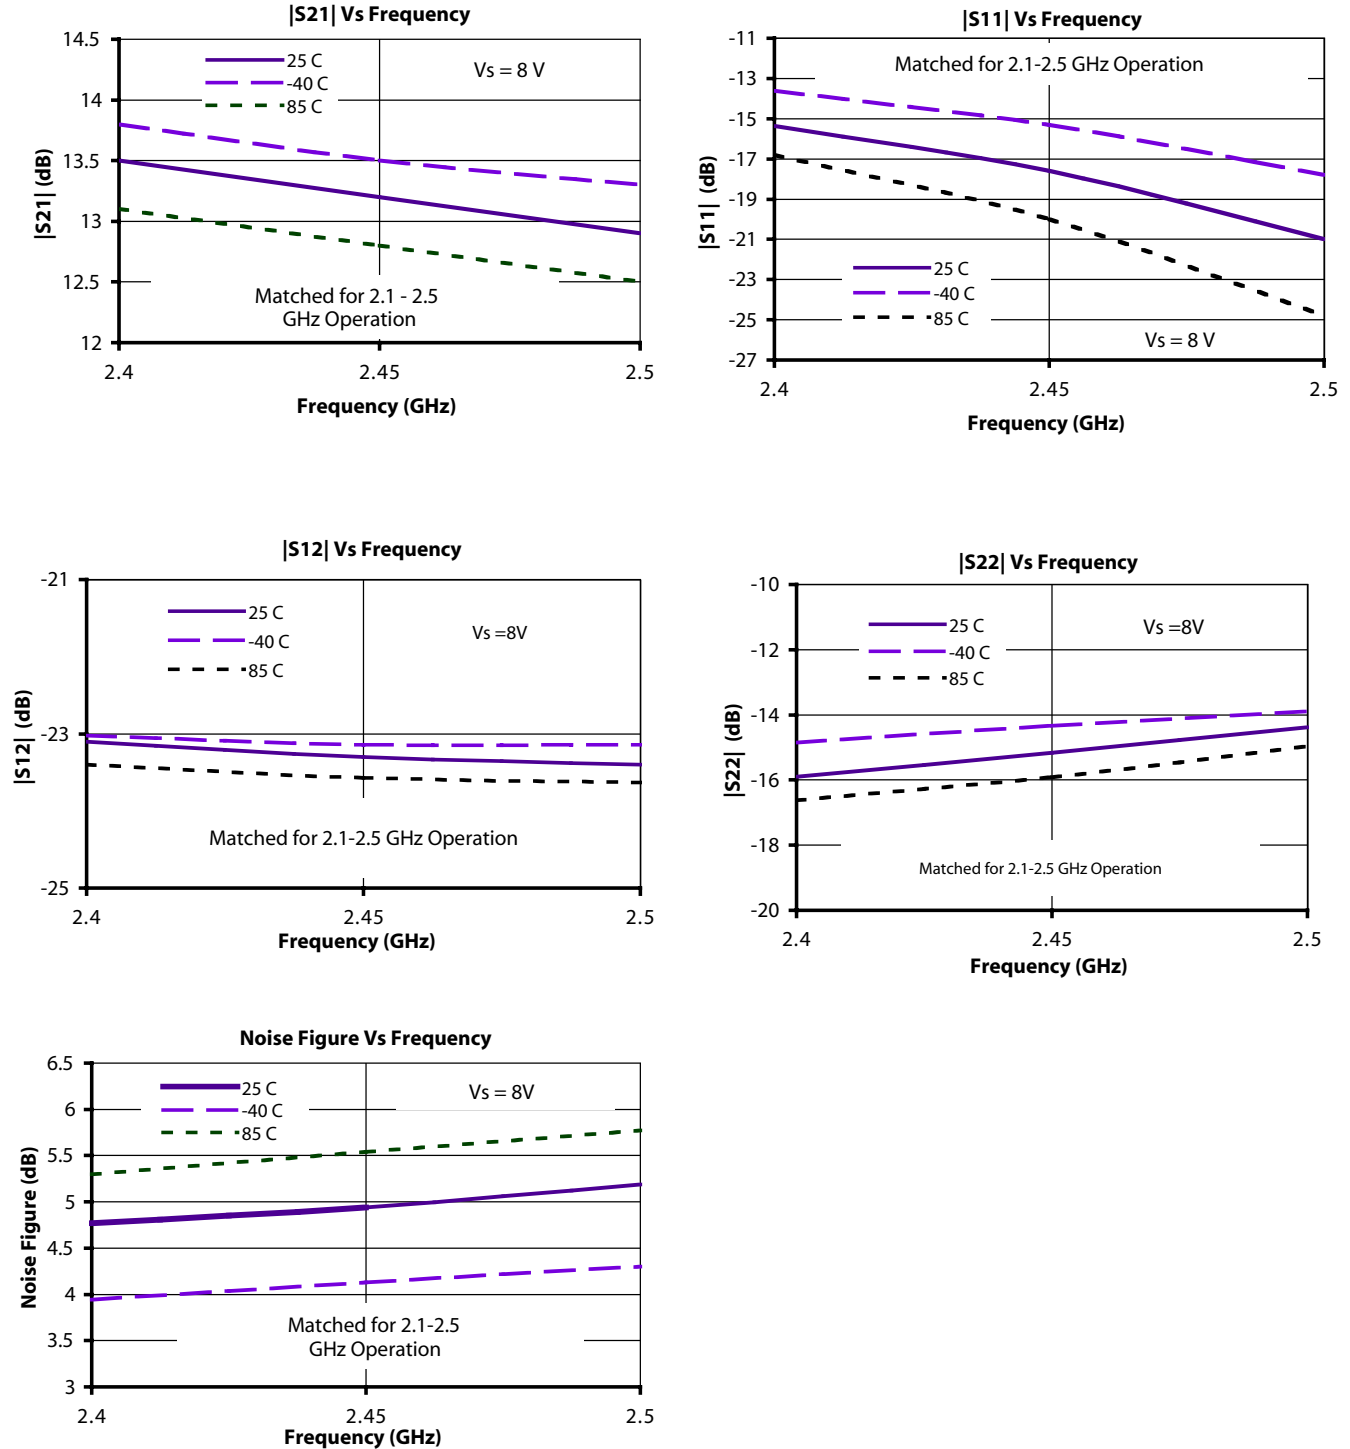 |S21| Vs Frequency
14.5
14
13.5
13
12.5
12
|S21| (dB)
25 C
-40 C
85 C
Vs = 8 V
Matched for 2.1 - 2.5
GHz Operation
2.4
2.45
2.5
Frequency (GHz)
|S11| Vs Frequency
-11
-13
-15
-17
-19
-21
-23
-25
-27
|S11| (dB)
Matched for 2.1-2.5 GHz Operation
25 C
-40 C
85 C
Vs = 8 V
2.4
2.45
2.5
Frequency (GHz)
|S12| Vs Frequency
-21
-23
-25
|S12| (dB)
25 C
-40 C
85 C
Vs =8V
Matched for 2.1-2.5 GHz Operation
2.4
2.45
2.5
Frequency (GHz)
|S22| Vs Frequency
-10
-12
-14
-16
-18
-20
|S22| (dB)
25 C
-40 C
85 C
Vs =8V
Matched for 2.1-2.5 GHz Operation
2.4
2.45
2.5
Frequency (GHz)
Noise Figure Vs Frequency
6.5
6
5.5
5
4.5
4
3.5
3
Noise Figure (dB)
25 C
-40 C
85 C
Vs = 8V
Matched for 2.1-2.5
GHz Operation
2.4
2.45
2.5
Frequency (GHz)